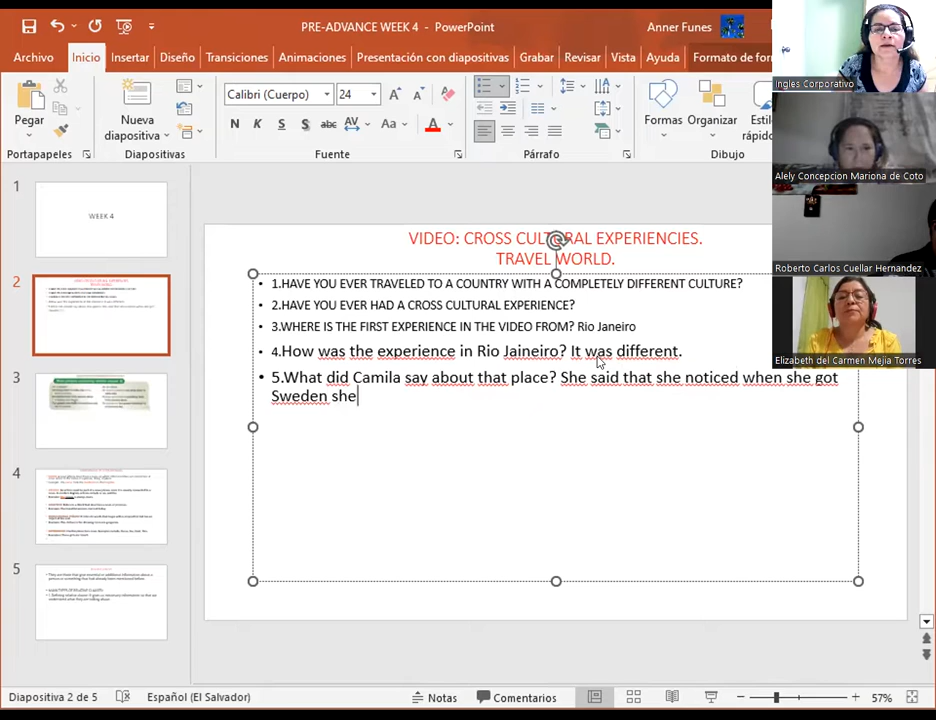 PRE-ADVANCE WEEK 4 - PowerPoint
Anner Funes
Archivo Inicio Insertar Diseño Transiciones Animaciones Presentación con diapositivas Grabar Revisar Vista Ayuda Formato de form
Pegar
Nueva
diapositiva
Calibri (Cuerpo) 24
N K S S abc AV Aa A
Formas Organizar Estil
rápid
Portapapeles Diapositivas Fuente Párrafo Dibujo
Ingles Corporativo
Alely Concepcion Mariona de Coto
Roberto Carlos Cuellar Hernandez
Elizabeth del Carmen Mejia Torres
1
WEEK 4
2
3
4
5
VIDEO: CROSS CULTURAL EXPERIENCES.
TRAVEL WORLD.
• 1.HAVE YOU EVER TRAVELED TO A COUNTRY WITH A COMPLETELY DIFFERENT CULTURE?
• 2.HAVE YOU EVER HAD A CROSS CULTURAL EXPERIENCE?
• 3.WHERE IS THE FIRST EXPERIENCE IN THE VIDEO FROM? Rio Janeiro
• 4.How was the experience in Rio Jaineiro? It was different.
• 5.What did Camila say about that place? She said that she noticed when she got
Sweden she
Diapositiva 2 de 5 Español (El Salvador) Notas Comentarios 57%